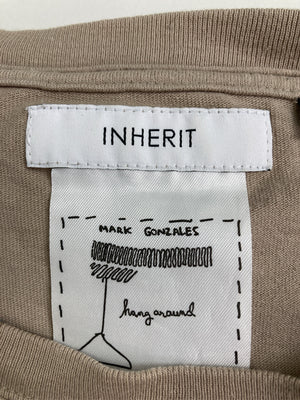 INHERIT
MARK GONZALES
hang around